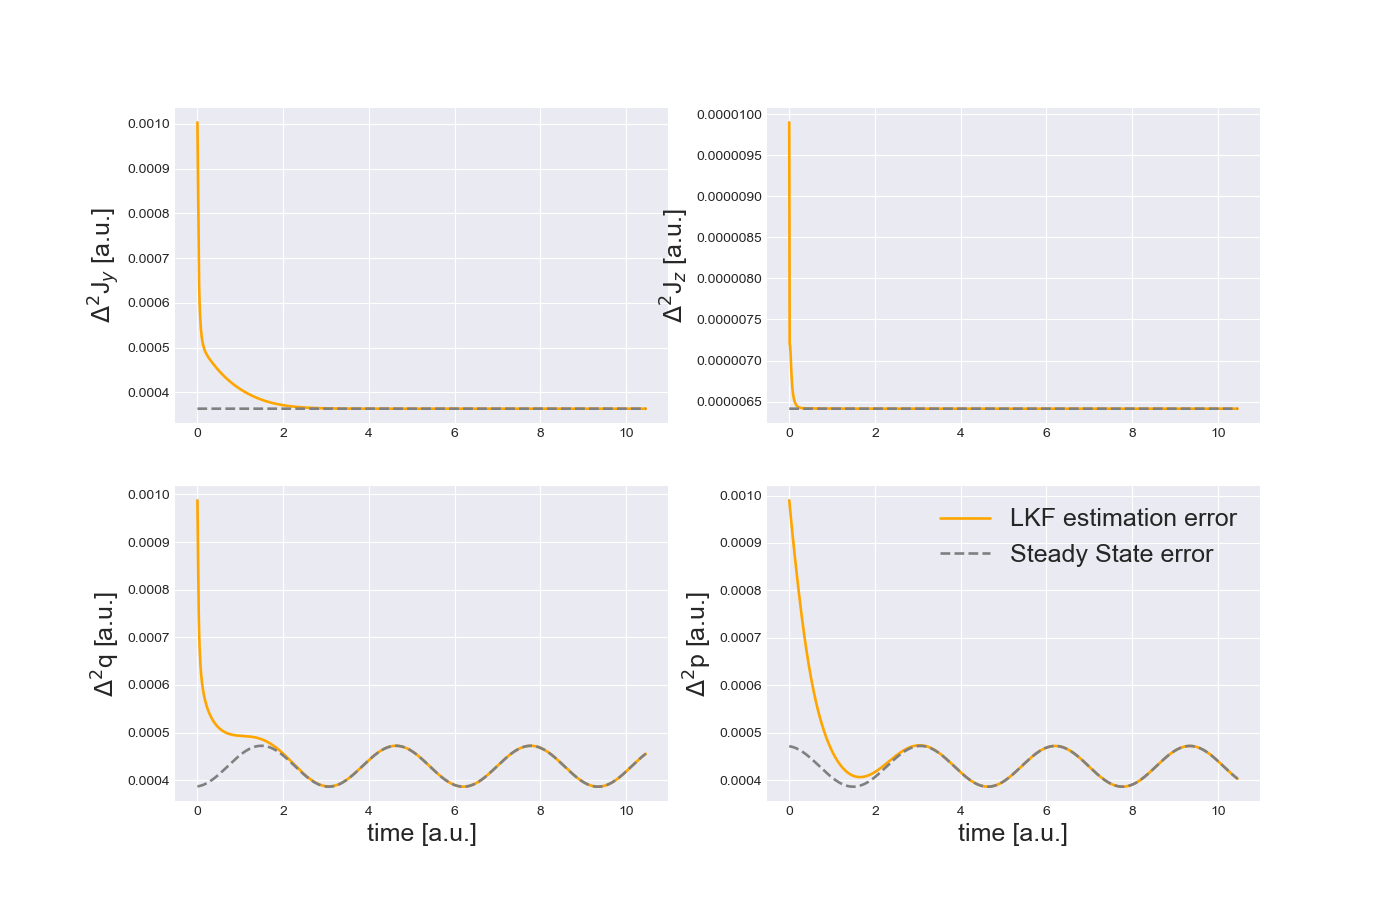 0.0010
0.0009
0.0008
0.0007
0.0006
0.0005
0.0004
Δ²J_y [a.u.]
0 2 4 6 8 10
0.0000100
0.0000095
0.0000090
0.0000085
0.0000080
0.0000075
0.0000070
0.0000065
Δ²J_z [a.u.]
0 2 4 6 8 10
0.0010
0.0009
0.0008
0.0007
0.0006
0.0005
0.0004
Δ²q [a.u.]
0 2 4 6 8 10
time [a.u.]
0.0010
0.0009
0.0008
0.0007
0.0006
0.0005
0.0004
Δ²p [a.u.]
LKF estimation error
Steady State error
0 2 4 6 8 10
time [a.u.]